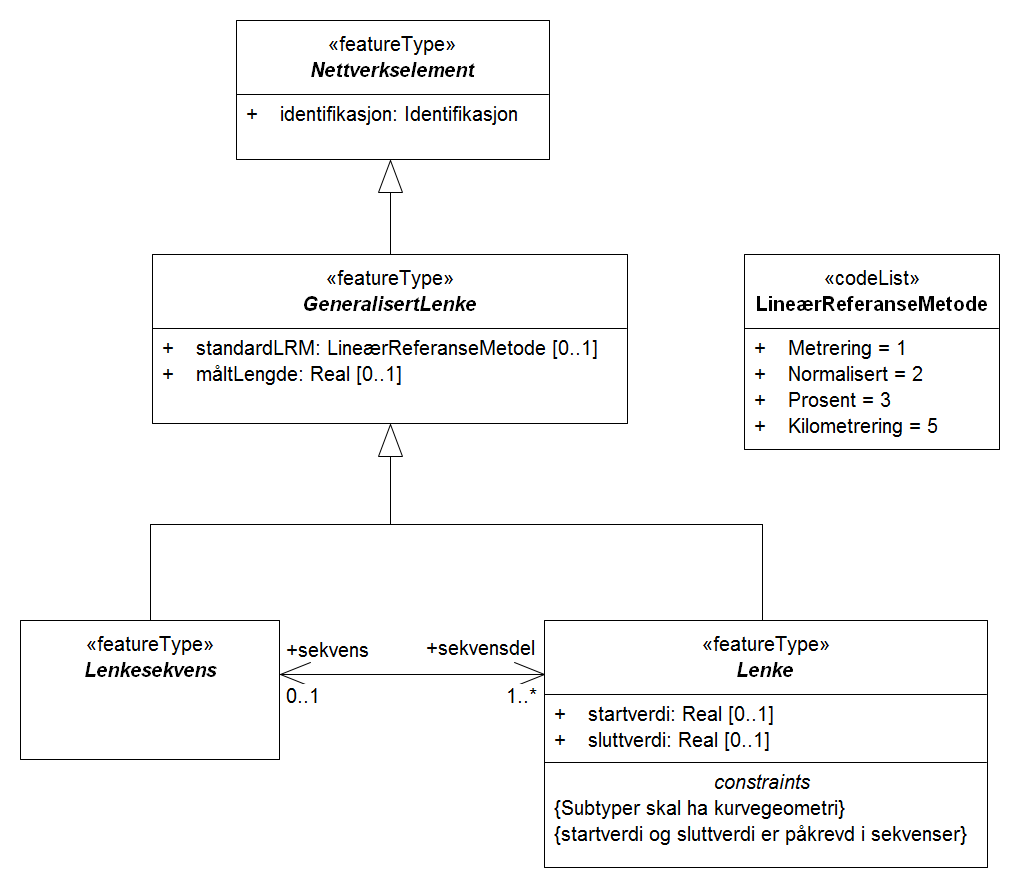 «featureType»
Nettverkselement
+ identifikasjon: Identifikasjon
«featureType»
GeneralisertLenke
+ standardLRM: LineærReferanseMetode [0..1]
+ måltLengde: Real [0..1]
«codeList»
LineærReferanseMetode
+ Metrering = 1
+ Normalisert = 2
+ Prosent = 3
+ Kilometrering = 5
«featureType»
Lenkesekvens
+sekvens
0..1
+sekvensdel
1..*
«featureType»
Lenke
+ startverdi: Real [0..1]
+ sluttverdi: Real [0..1]
constraints
{Subtyper skal ha kurvegeometri}
{startverdi og sluttverdi er påkrevd i sekvenser}